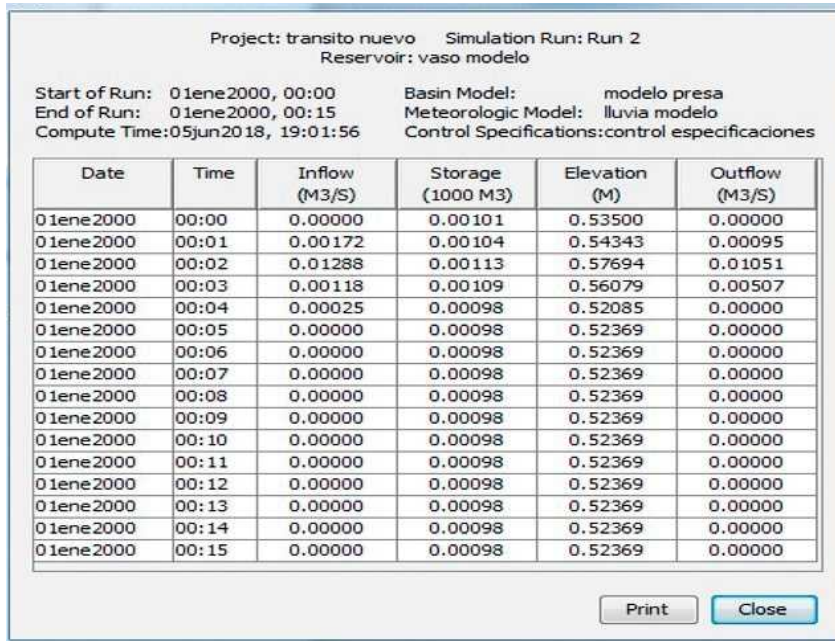 Project: transito nuevo Simulation Run: Run 2
Reservoir: vaso modelo
Start of Run: 01ene2000, 00:00 Basin Model: modelo presa
End of Run: 01ene2000, 00:15 Meteorologic Model: lluvia modelo
Compute Time:05jun2018, 19:01:56 Control Specifications:control especificaciones
Date Time Inflow Storage Elevation Outflow
(M3/S) (1000 M3) (M) (M3/S)
01ene2000 00:00 0.00000 0.00101 0.53500 0.00000
01ene2000 00:01 0.00172 0.00104 0.54343 0.00095
01ene2000 00:02 0.01288 0.00113 0.57694 0.01051
01ene2000 00:03 0.00118 0.00109 0.56079 0.00507
01ene2000 00:04 0.00025 0.00098 0.52085 0.00000
01ene2000 00:05 0.00000 0.00098 0.52369 0.00000
01ene2000 00:06 0.00000 0.00098 0.52369 0.00000
01ene2000 00:07 0.00000 0.00098 0.52369 0.00000
01ene2000 00:08 0.00000 0.00098 0.52369 0.00000
01ene2000 00:09 0.00000 0.00098 0.52369 0.00000
01ene2000 00:10 0.00000 0.00098 0.52369 0.00000
01ene2000 00:11 0.00000 0.00098 0.52369 0.00000
01ene2000 00:12 0.00000 0.00098 0.52369 0.00000
01ene2000 00:13 0.00000 0.00098 0.52369 0.00000
01ene2000 00:14 0.00000 0.00098 0.52369 0.00000
01ene2000 00:15 0.00000 0.00098 0.52369 0.00000
Print Close